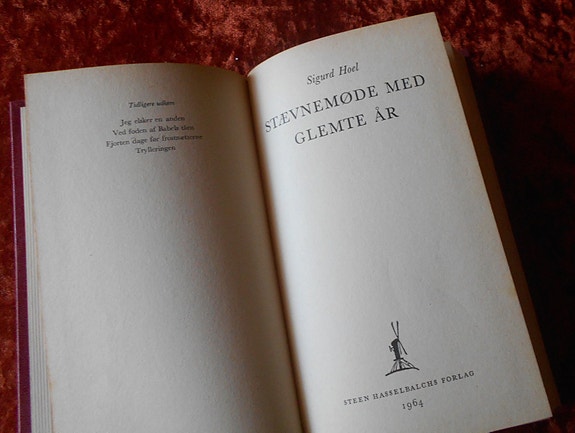 Tidligere udkom
Jeg elsker en anden
Ved foden af Babels tårn
Fjorten dage før frostnætterne
Trylleringen
Sigurd Hoel
STÆVNEMØDE MED
GLEMTE ÅR
STEEN HASSELBALCHS FORLAG
1964